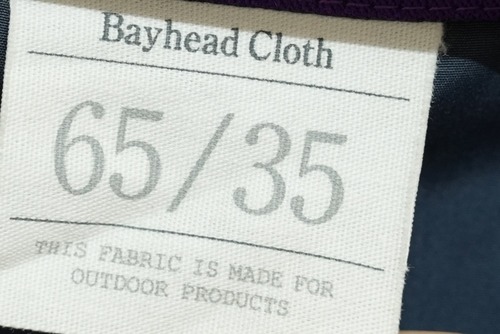 Bayhead Cloth
65/35
THIS FABRIC IS MADE FOR
OUTDOOR PRODUCTS